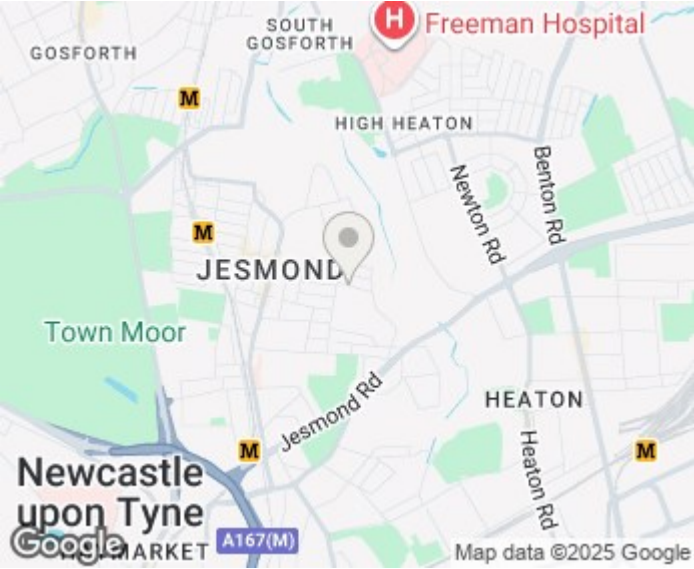 SOUTH
GOSFORTH
GOSFORTH
H Freeman Hospital
M
HIGH HEATON
Newton Rd
Benton Rd
M
JESMOND
Town Moor
Jesmond Rd
HEATON
Heaton Rd
M
M
Newcastle
upon Tyne
Google
MARKET
A167(M)
Map data ©2025 Google